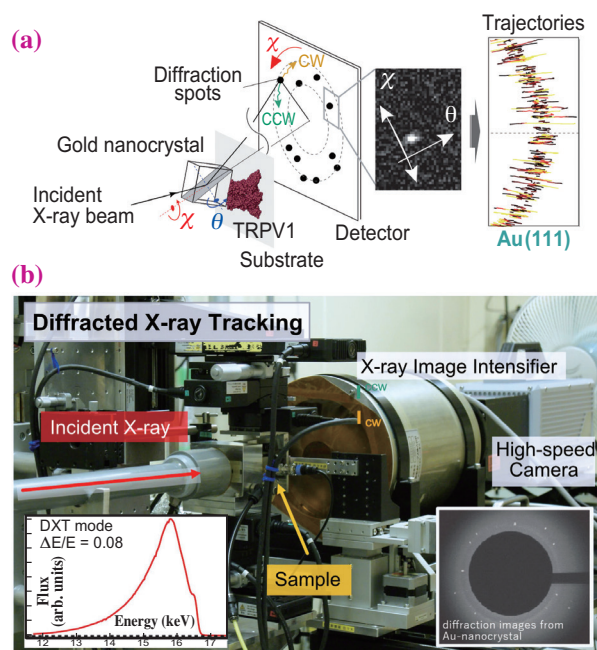 (a)
Trajectories
χ
CW
Diffraction
spots
CCW
χ
θ
Gold nanocrystal
Incident
X-ray beam
χ
θ
TRPV1
Detector
Substrate
Au(111)
(b)
Diffracted X-ray Tracking
X-ray Image Intensifier
CCW
CW
Incident X-ray
High-speed
Camera
DXT mode
ΔE/E = 0.08
Flux
(arb. units)
Energy (keV)
12 13 14 15 16 17
Sample
diffraction images from
Au-nanocrystal